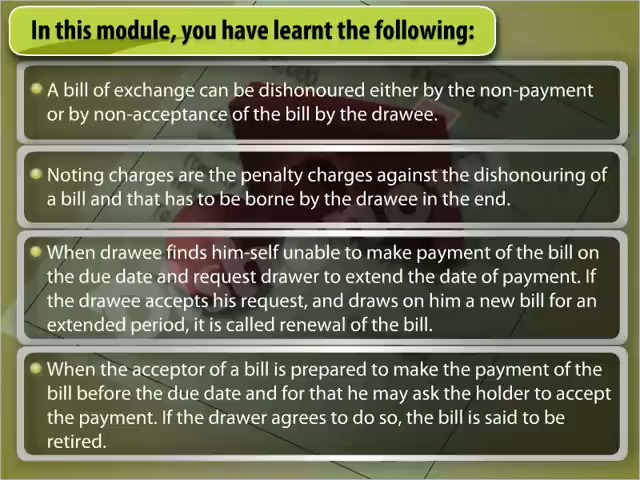 In this module, you have learnt the following:
A bill of exchange can be dishonoured either by the non-payment
or by non-acceptance of the bill by the drawee.
Noting charges are the penalty charges against the dishonouring of
a bill and that has to be borne by the drawee in the end.
When drawee finds him-self unable to make payment of the bill on
the due date and request drawer to extend the date of payment. If
the drawee accepts his request, and draws on him a new bill for an
extended period, it is called renewal of the bill.
When the acceptor of a bill is prepared to make the payment of the
bill before the due date and for that he may ask the holder to accept
the payment. If the drawer agrees to do so, the bill is said to be
retired.